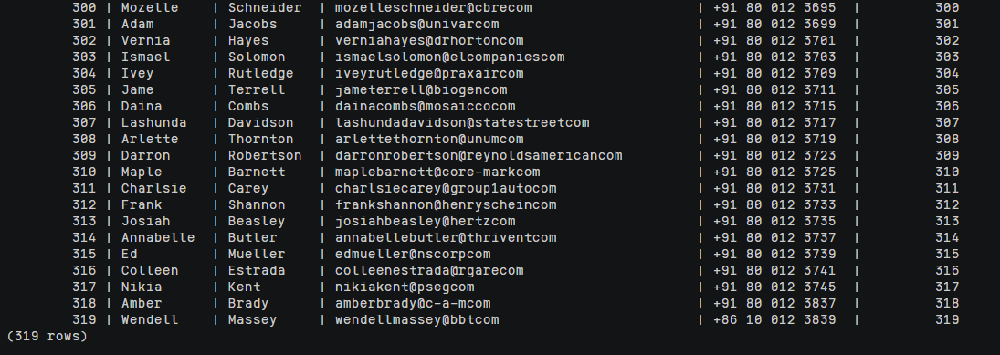 300 | Mozelle | Schneider | mozelleschneider@cbrecom | +91 80 012 3695 | 300
301 | Adam | Jacobs | adamjacobs@univarcom | +91 80 012 3699 | 301
302 | Vernia | Hayes | verniahayes@drhortoncom | +91 80 012 3701 | 302
303 | Ismael | Solomon | ismaelsolomon@elcompaniescom | +91 80 012 3703 | 303
304 | Ivey | Rutledge | iveyrutledge@praxaircom | +91 80 012 3709 | 304
305 | Jame | Terrell | jameterrell@biogencom | +91 80 012 3711 | 305
306 | Daina | Combs | dainacombs@mosaiccocom | +91 80 012 3715 | 306
307 | Lashunda | Davidson | lashundadavidson@statestreetcom | +91 80 012 3717 | 307
308 | Arlette | Thornton | arlettethornton@unumcom | +91 80 012 3719 | 308
309 | Darron | Robertson | darronrobertson@reynoldsamericancom | +91 80 012 3723 | 309
310 | Maple | Barnett | maplebarnett@core-markcom | +91 80 012 3725 | 310
311 | Charlsie | Carey | charlsiecarey@group1autocom | +91 80 012 3731 | 311
312 | Frank | Shannon | frankshannon@henryscheincom | +91 80 012 3733 | 312
313 | Josiah | Beasley | josiahbeasley@hertzcom | +91 80 012 3735 | 313
314 | Annabelle | Butler | annabellebutler@thriventcom | +91 80 012 3737 | 314
315 | Ed | Mueller | edmueller@nscorpcom | +91 80 012 3739 | 315
316 | Colleen | Estrada | colleenestrada@rgarecom | +91 80 012 3741 | 316
317 | Nikia | Kent | nikiakent@psegcom | +91 80 012 3745 | 317
318 | Amber | Brady | amberbrady@c-a-mcom | +91 80 012 3837 | 318
319 | Wendell | Massey | wendellmassey@bbtcom | +86 10 012 3839 | 319
(319 rows)